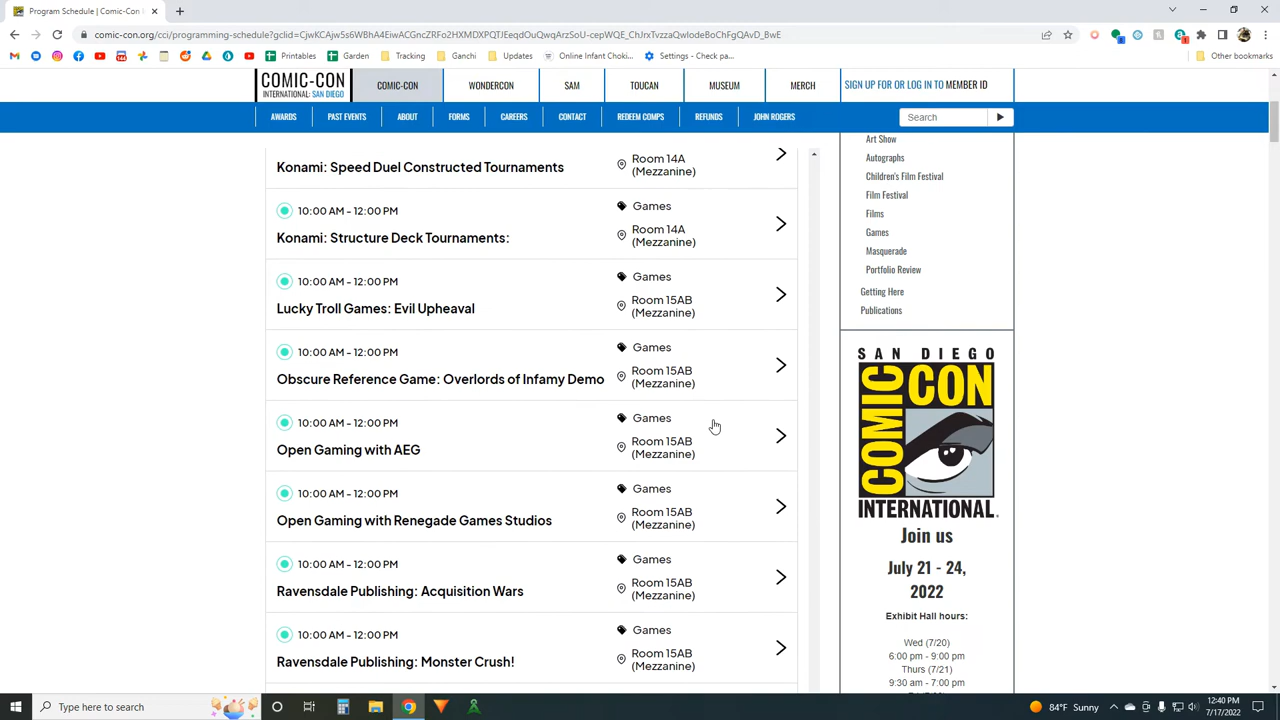 Program Schedule | Comic-Con I
comic-con.org/cci/programming-schedule?gclid=CjwKCAjw5s6WBhA4EiwACGncZRFo2HXMDXPQTjUZEqdOuQwqArzSoU-cepWQE_ChJrxTvzzaQwlodeBoChFgQAvD_BwE
Printables
Garden
Tracking
Ganchi
Updates
Online Infant Choki...
Settings - Check pa...
Other bookmarks
COMIC-CON
INTERNATIONAL: SAN DIEGO
COMIC-CON
WONDERCON
SAM
TOUCAN
MUSEUM
MERCH
SIGN UP FOR OR LOG IN TO MEMBER ID
AWARDS
PAST EVENTS
ABOUT
FORMS
CAREERS
CONTACT
REDEEM COMPS
REFUNDS
JOHN ROGERS
Search
Konami: Speed Duel Constructed Tournaments
Room 14A
(Mezzanine)
10:00 AM - 12:00 PM
Games
Konami: Structure Deck Tournaments:
Room 14A
(Mezzanine)
10:00 AM - 12:00 PM
Games
Lucky Troll Games: Evil Upheaval
Room 15AB
(Mezzanine)
10:00 AM - 12:00 PM
Games
Obscure Reference Game: Overlords of Infamy Demo
Room 15AB
(Mezzanine)
10:00 AM - 12:00 PM
Games
Open Gaming with AEG
Room 15AB
(Mezzanine)
10:00 AM - 12:00 PM
Games
Open Gaming with Renegade Games Studios
Room 15AB
(Mezzanine)
10:00 AM - 12:00 PM
Games
Ravensdale Publishing: Acquisition Wars
Room 15AB
(Mezzanine)
10:00 AM - 12:00 PM
Games
Ravensdale Publishing: Monster Crush!
Room 15AB
(Mezzanine)
Art Show
Autographs
Children's Film Festival
Film Festival
Films
Games
Masquerade
Portfolio Review
Getting Here
Publications
SAN DIEGO
COMIC
CON
INTERNATIONAL
Join us
July 21 - 24,
2022
Exhibit Hall hours:
Wed (7/20)
6:00 pm - 9:00 pm
Thurs (7/21)
9:30 am - 7:00 pm
Type here to search
84°F Sunny
12:40 PM
7/17/2022